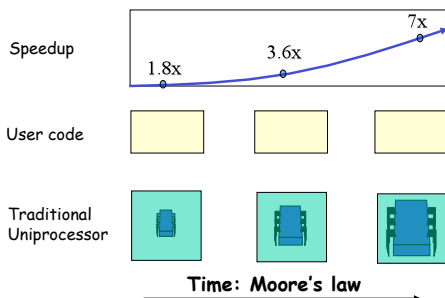 7x
3.6x
Speedup
1.8x
User code
Traditional
Uniprocessor
Time: Moore's law